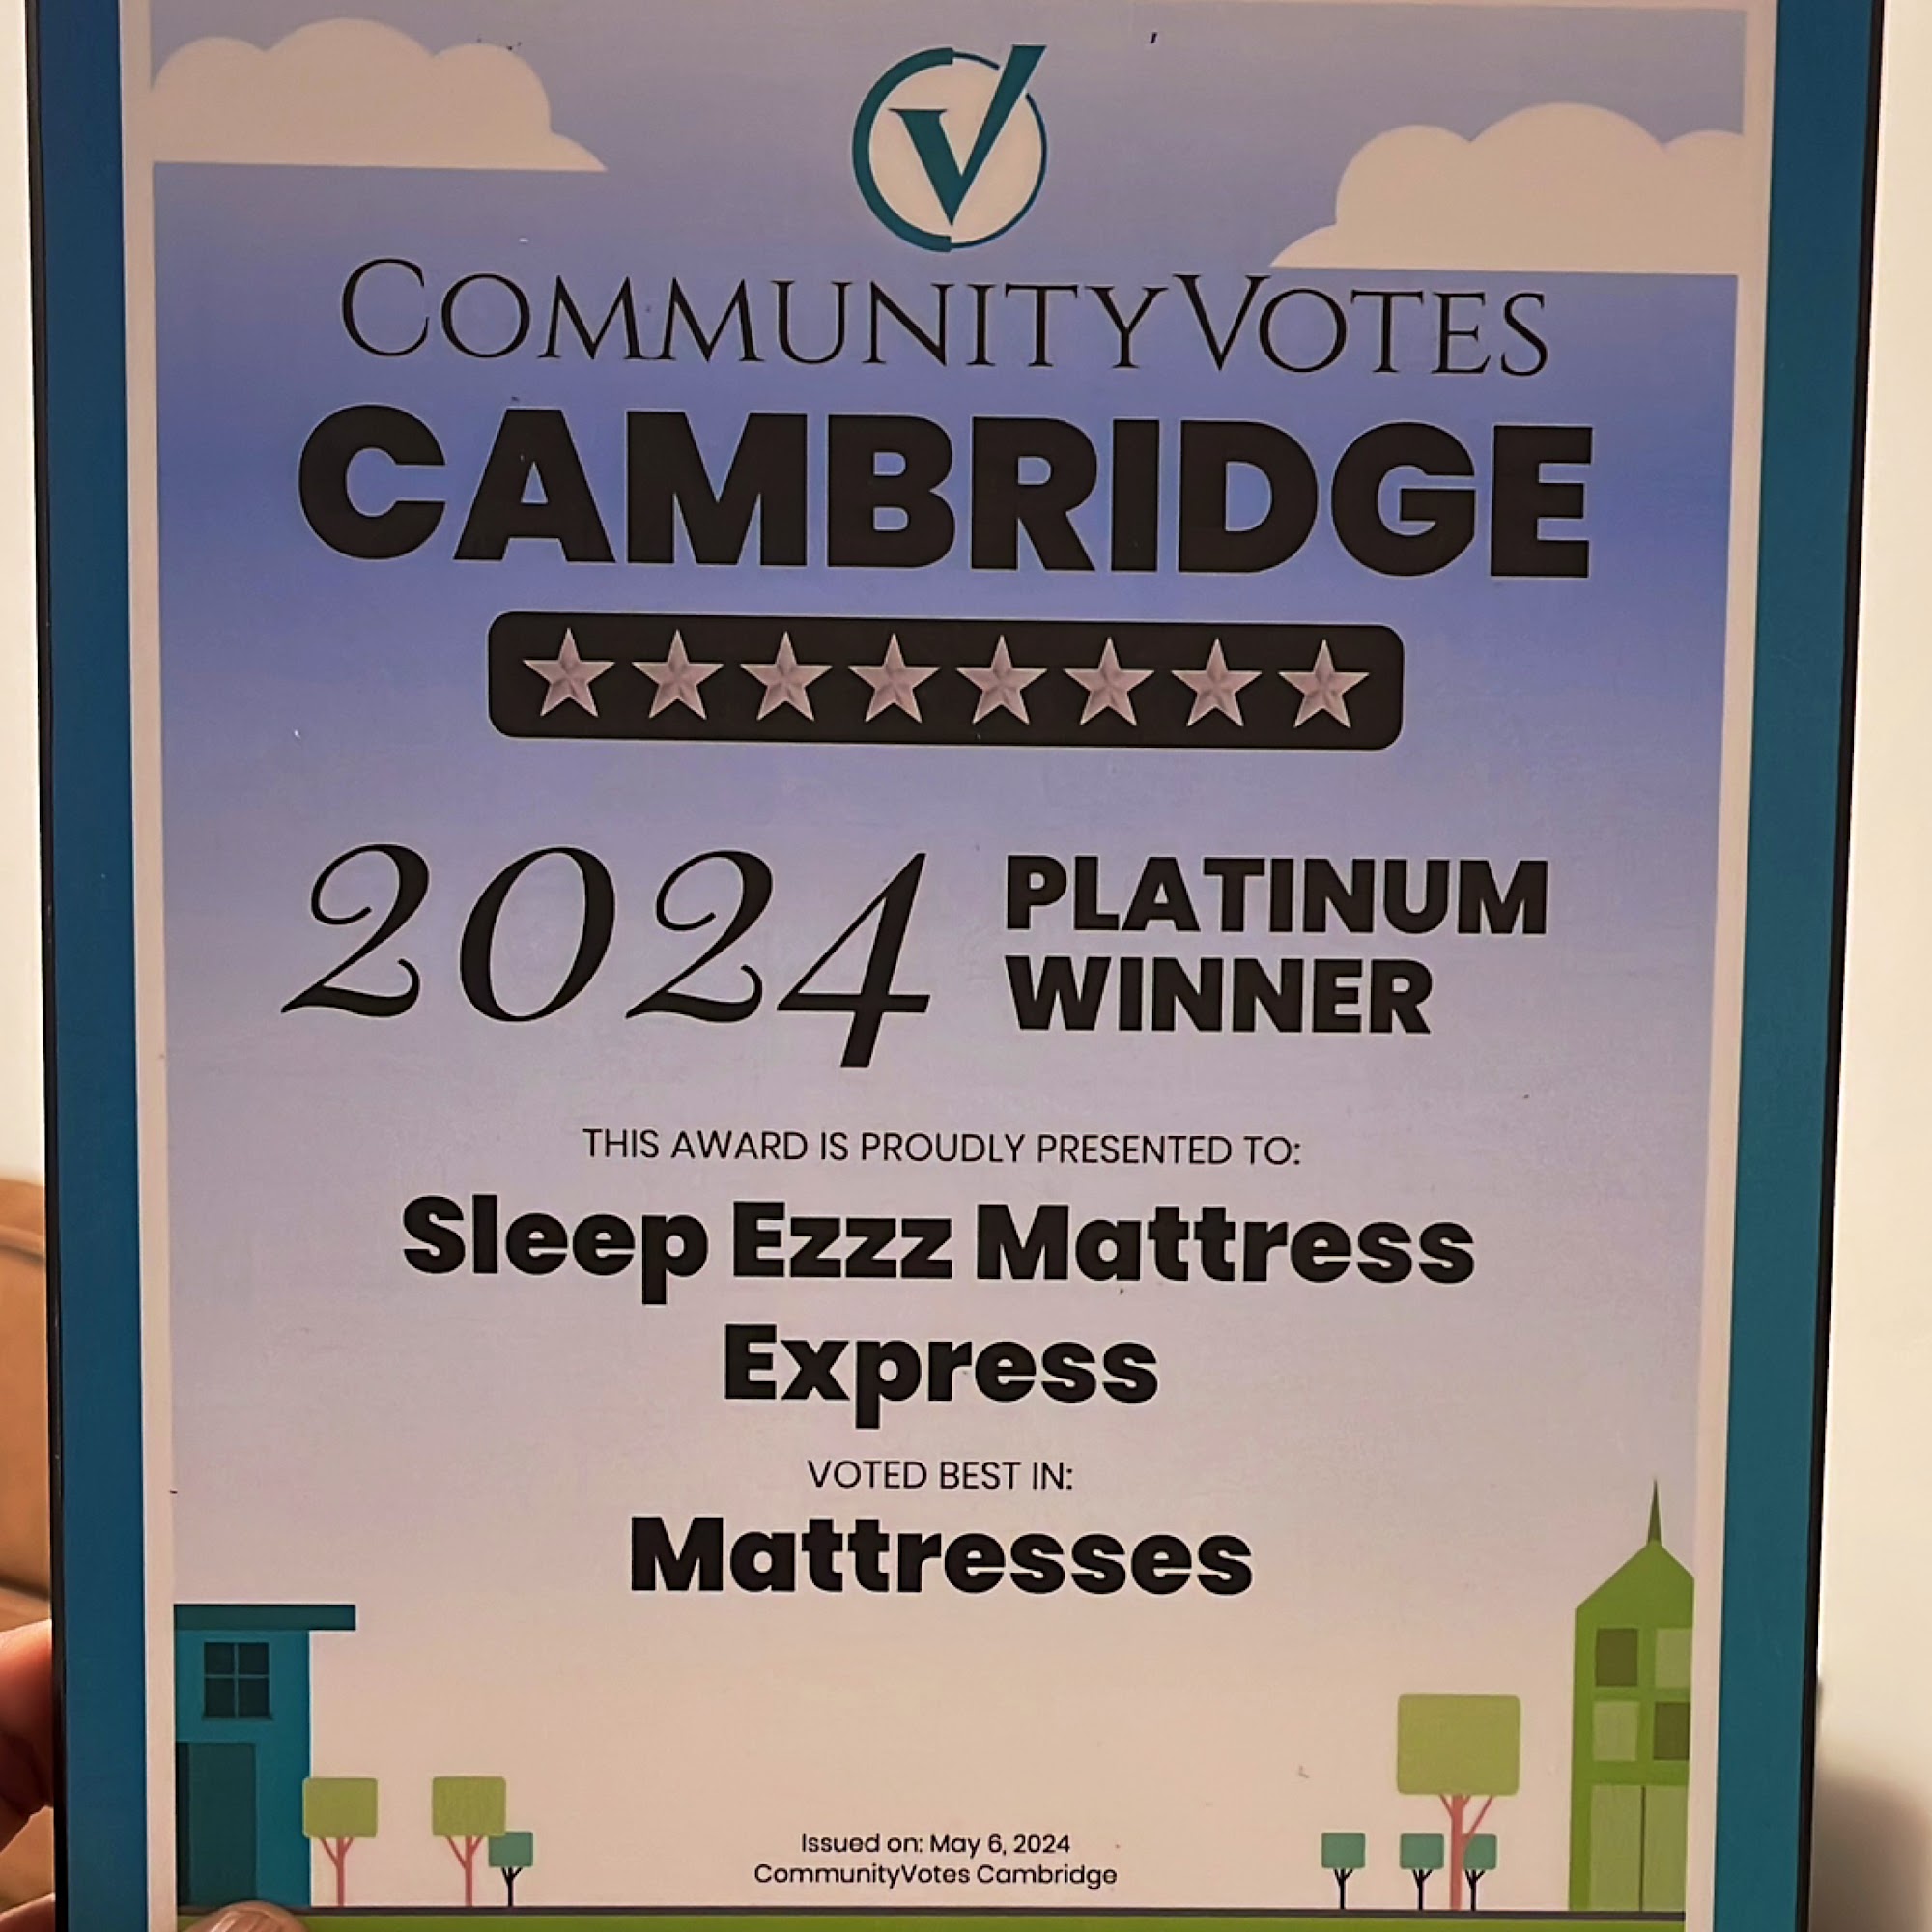 V
COMMUNITYVOTES
CAMBRIDGE
2024 PLATINUM
WINNER
THIS AWARD IS PROUDLY PRESENTED TO:
Sleep Ezzz Mattress
Express
VOTED BEST IN:
Mattresses
Issued on: May 6, 2024
CommunityVotes Cambridge